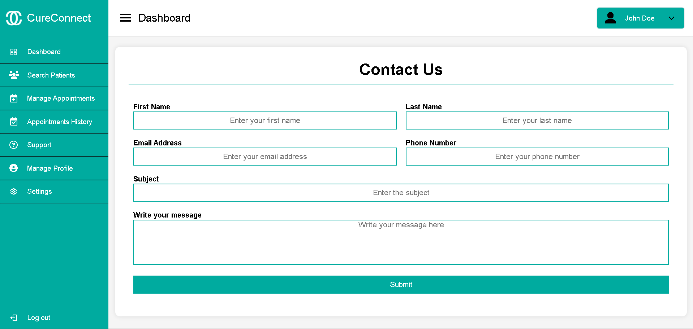 CureConnect
Dashboard
John Doe
Dashboard
Search Patients
Manage Appointments
Appointments History
Support
Manage Profile
Settings
Log out
Contact Us
First Name
Last Name
Enter your first name
Enter your last name
Email Address
Phone Number
Enter your email address
Enter your phone number
Subject
Enter the subject
Write your message
Write your message here
Submit